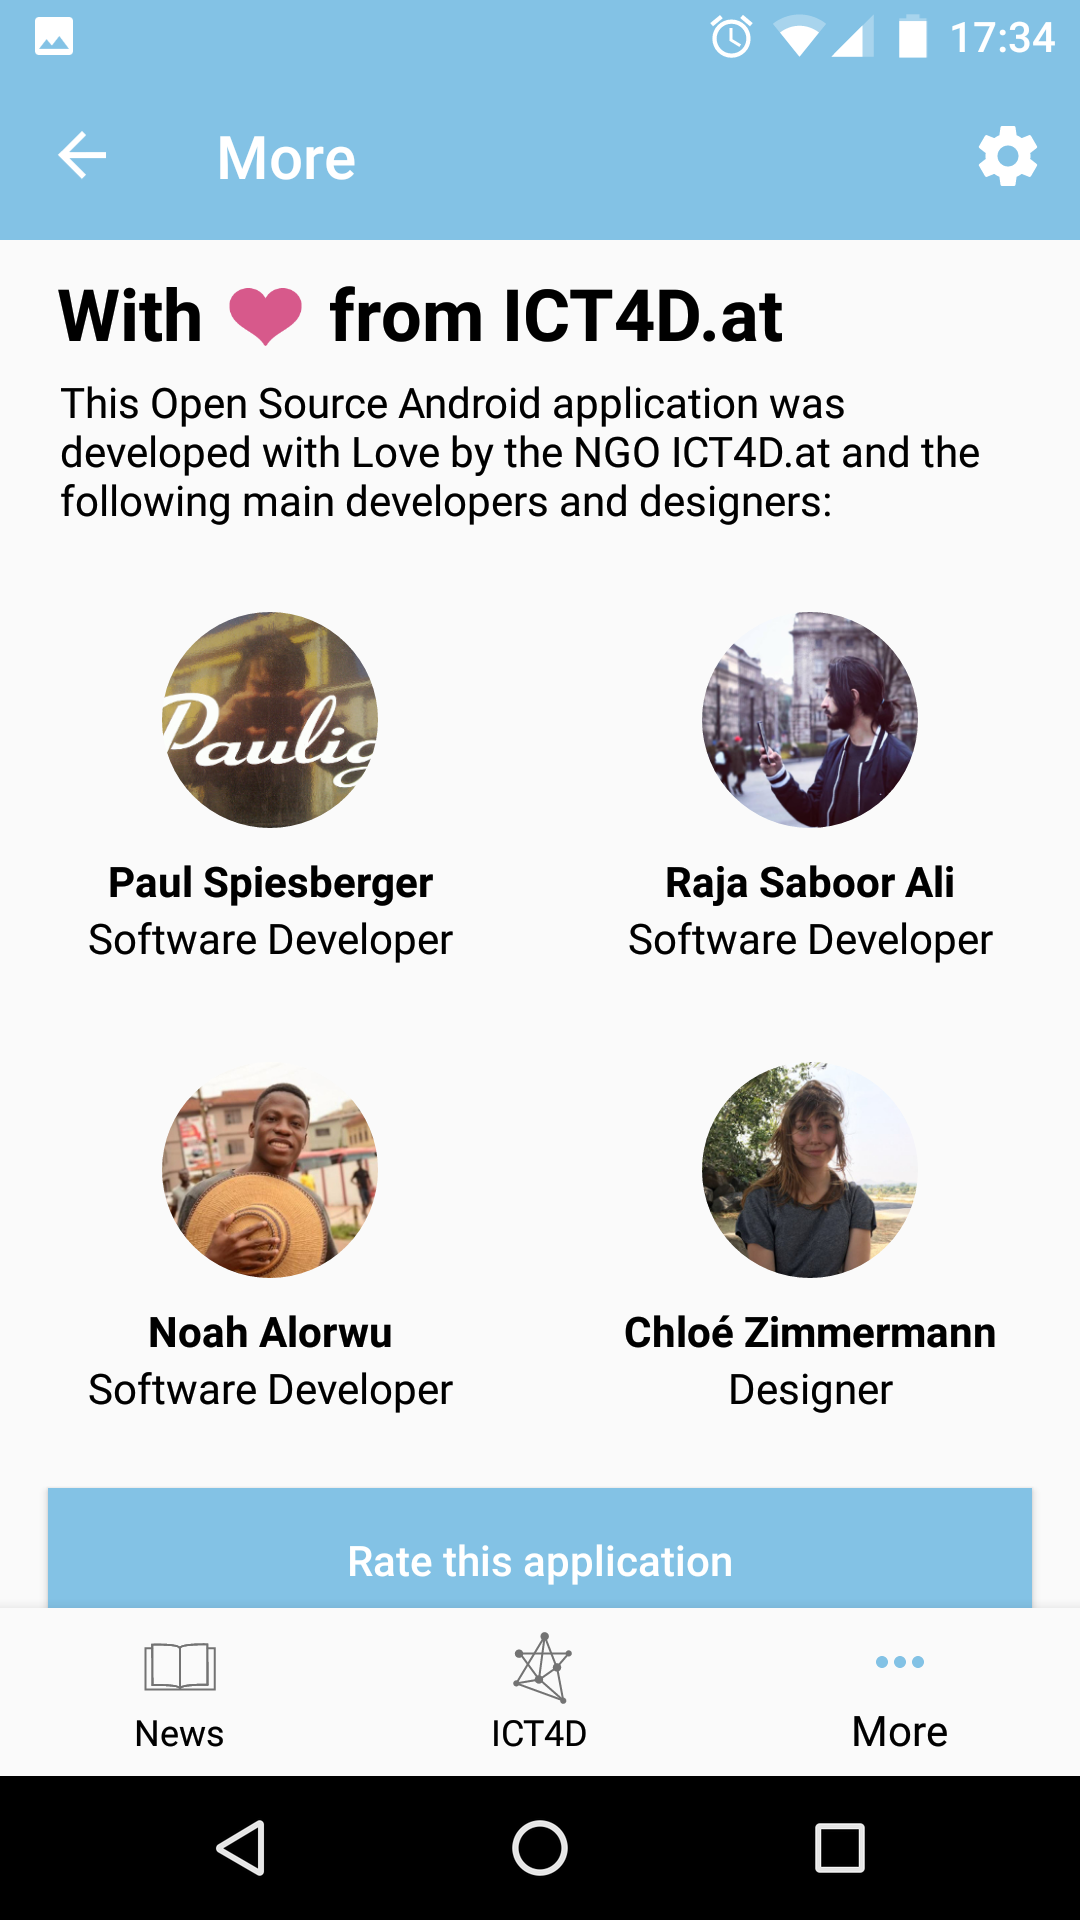 17:34
More
With from ICT4D.at
This Open Source Android application was
developed with Love by the NGO ICT4D.at and the
following main developers and designers:
Paulig
Paul Spiesberger
Software Developer
Raja Saboor Ali
Software Developer
Noah Alorwu
Software Developer
Chloé Zimmermann
Designer
Rate this application
News
ICT4D
More